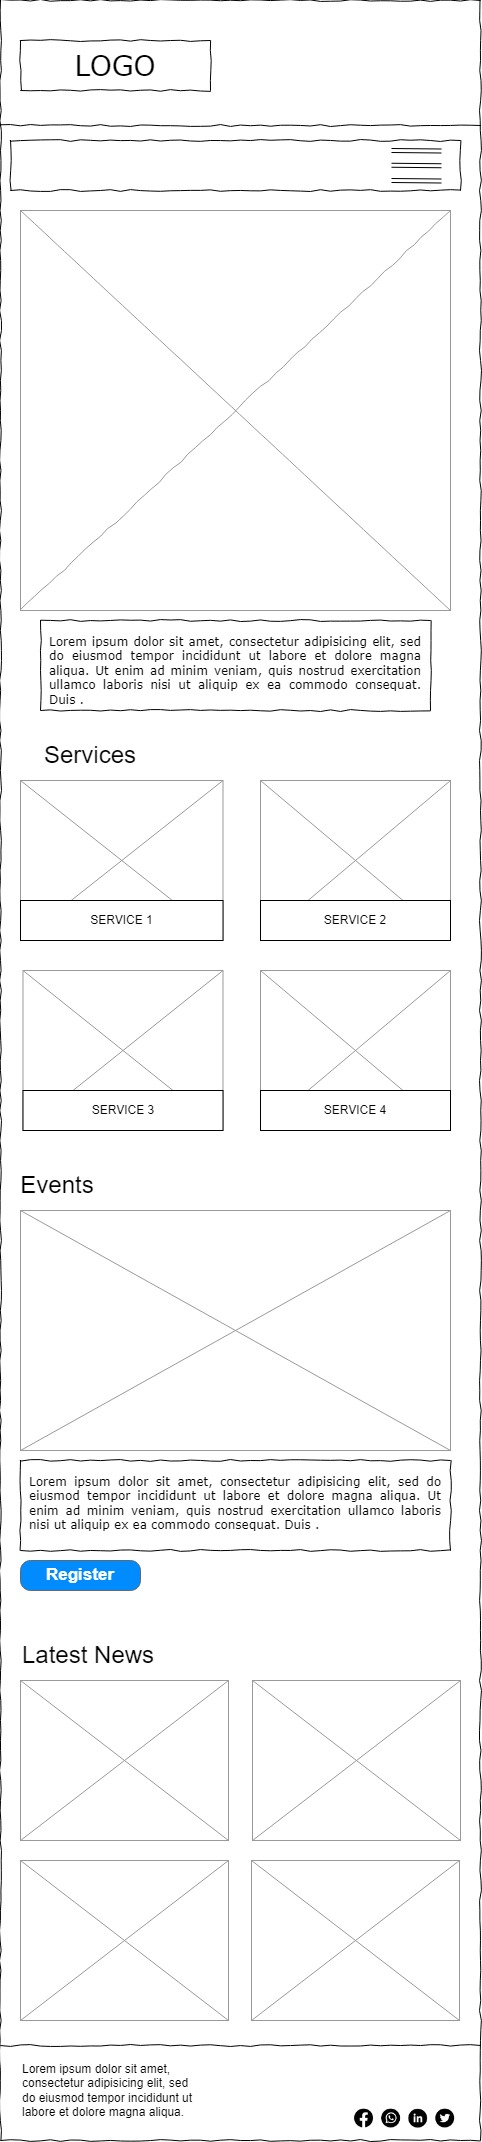 LOGO
Lorem ipsum dolor sit amet, consectetur adipisicing elit, sed
do eiusmod tempor incididunt ut labore et dolore magna
aliqua. Ut enim ad minim veniam, quis nostrud exercitation
ullamco laboris nisi ut aliquip ex ea commodo consequat.
Duis .
Services
SERVICE 1
SERVICE 2
SERVICE 3
SERVICE 4
Events
Lorem ipsum dolor sit amet, consectetur adipisicing elit, sed do
eiusmod tempor incididunt ut labore et dolore magna aliqua. Ut
enim ad minim veniam, quis nostrud exercitation ullamco laboris
nisi ut aliquip ex ea commodo consequat. Duis .
Register
Latest News
Lorem ipsum dolor sit amet,
consectetur adipisicing elit, sed
do eiusmod tempor incididunt ut
labore et dolore magna aliqua.